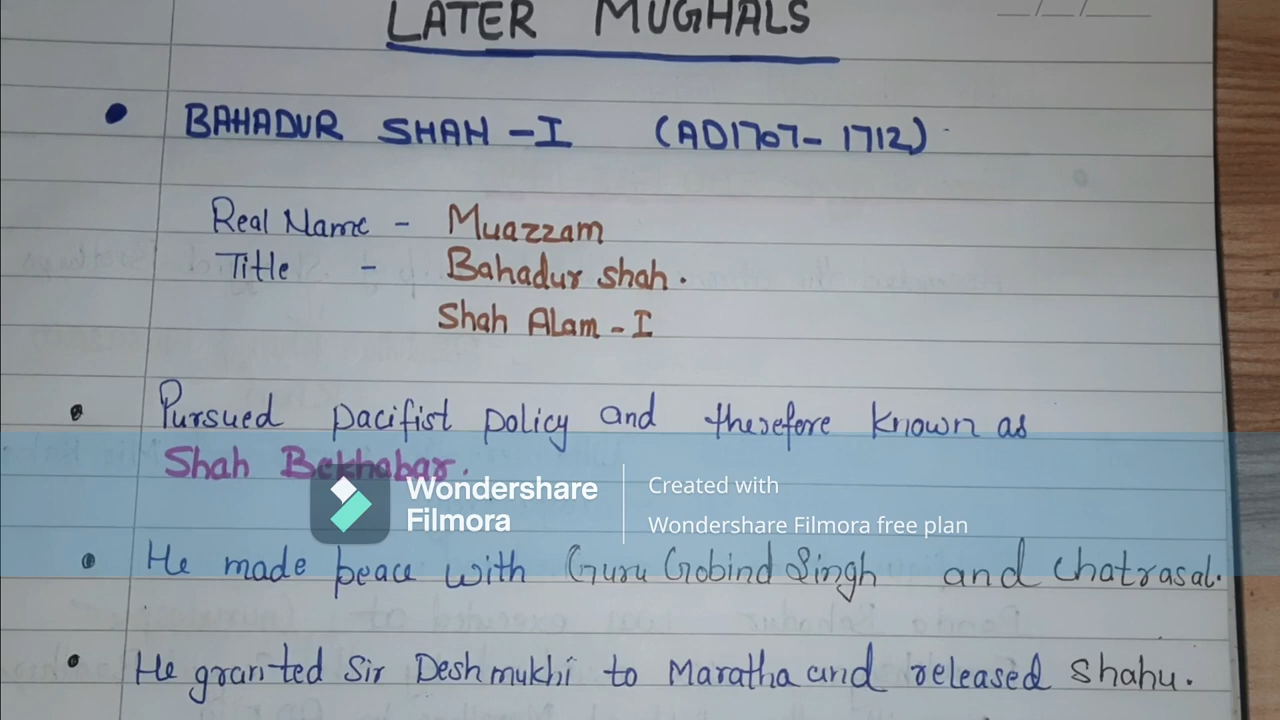 LATER MUGHALS
BAHADUR SHAH - I (AD1707- 1712)
Real Name - Muazzam
Title - Bahadur shah.
Shah Alam - I
Pursued pacifist policy and therefore known as
Shah Bekhabar.
Wondershare
Filmora
Created with
Wondershare Filmora free plan
He made peace with Guru Gobind Singh and Chatrasal.
He granted Sir Deshmukhi to Maratha and released Shahu.